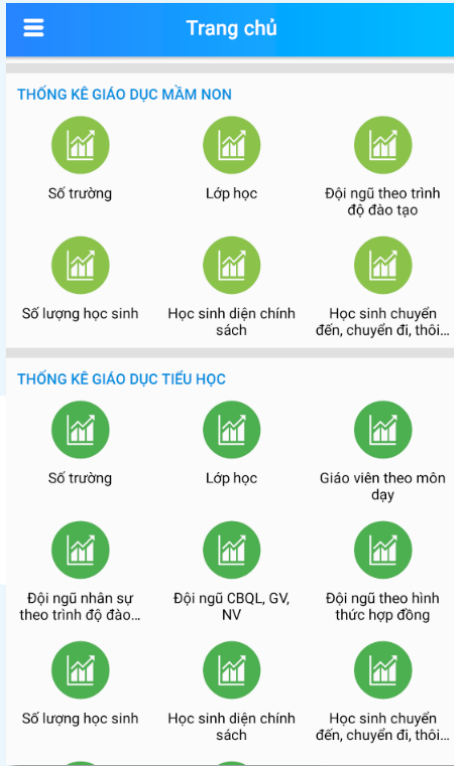 Trang chủ
THỐNG KÊ GIÁO DỤC MẦM NON
Số trường
Lớp học
Đội ngũ theo trình
độ đào tạo
Số lượng học sinh
Học sinh diện chính
sách
Học sinh chuyển
đến, chuyển đi, thôi...
THỐNG KÊ GIÁO DỤC TIỂU HỌC
Số trường
Lớp học
Giáo viên theo môn
dạy
Đội ngũ nhân sự
theo trình độ đào...
Đội ngũ CBQL, GV,
NV
Đội ngũ theo hình
thức hợp đồng
Số lượng học sinh
Học sinh diện chính
sách
Học sinh chuyển
đến, chuyển đi, thôi...